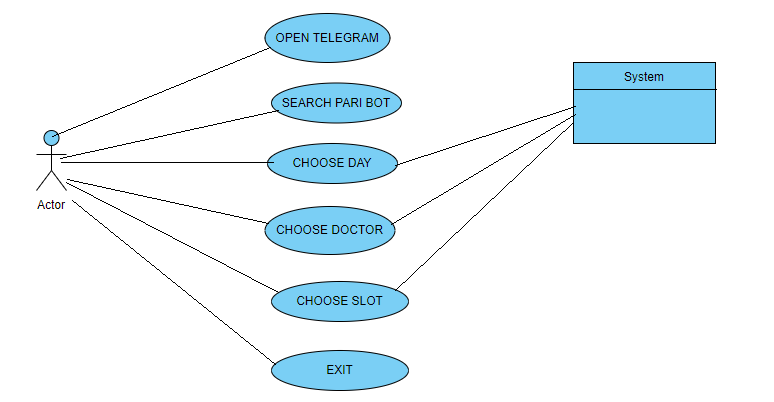 OPEN TELEGRAM
System
SEARCH PARI BOT
CHOOSE DAY
Actor
CHOOSE DOCTOR
CHOOSE SLOT
EXIT